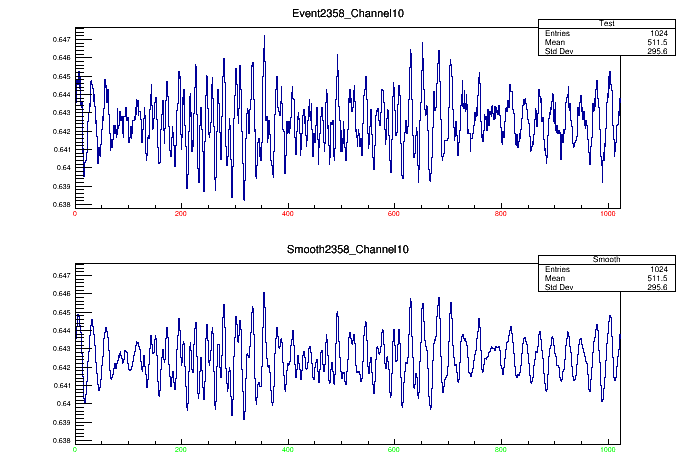 Event2358_Channel10
Test
Entries 1024
Mean 511.5
Std Dev 295.6
0.647
0.646
0.645
0.644
0.643
0.642
0.641
0.64
0.639
0.638
0 200 400 600 800 1000
Smooth2358_Channel10
Smooth
Entries 1024
Mean 511.5
Std Dev 295.6
0.647
0.646
0.645
0.644
0.643
0.642
0.641
0.64
0.639
0.638
0 200 400 600 800 1000